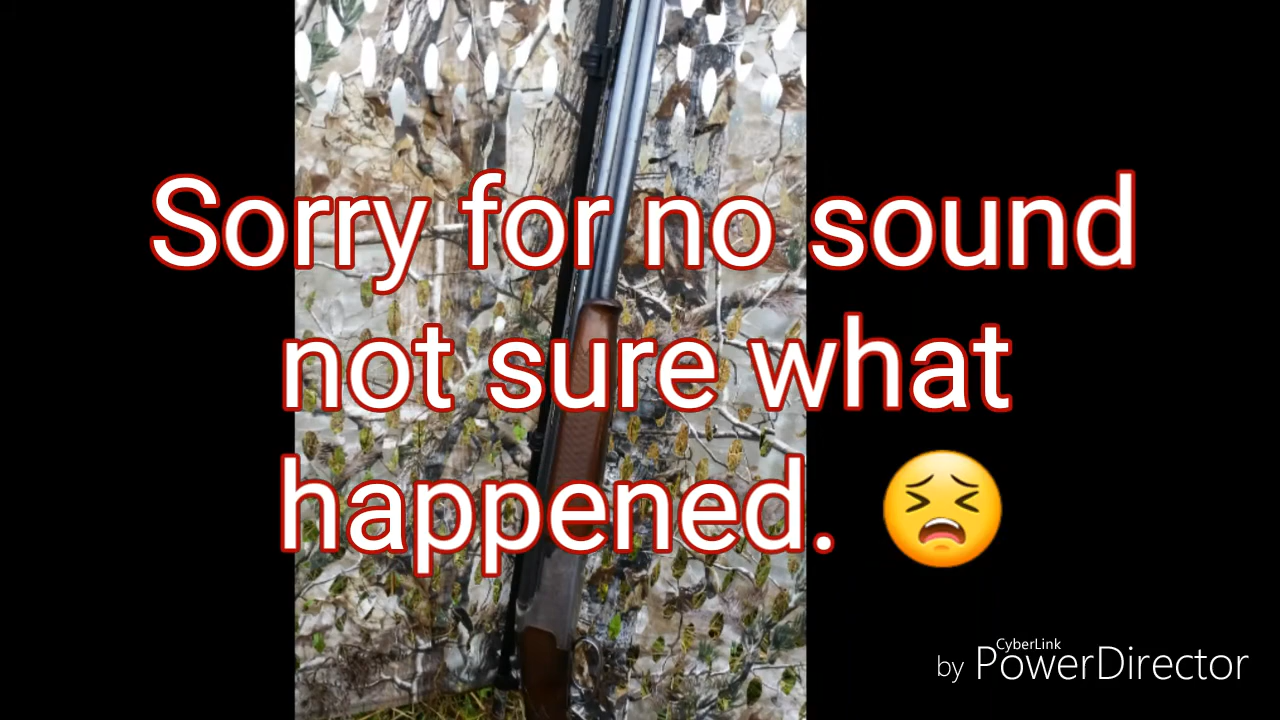 Sorry for no sound
not sure what
happened. 😣
CyberLink
by PowerDirector